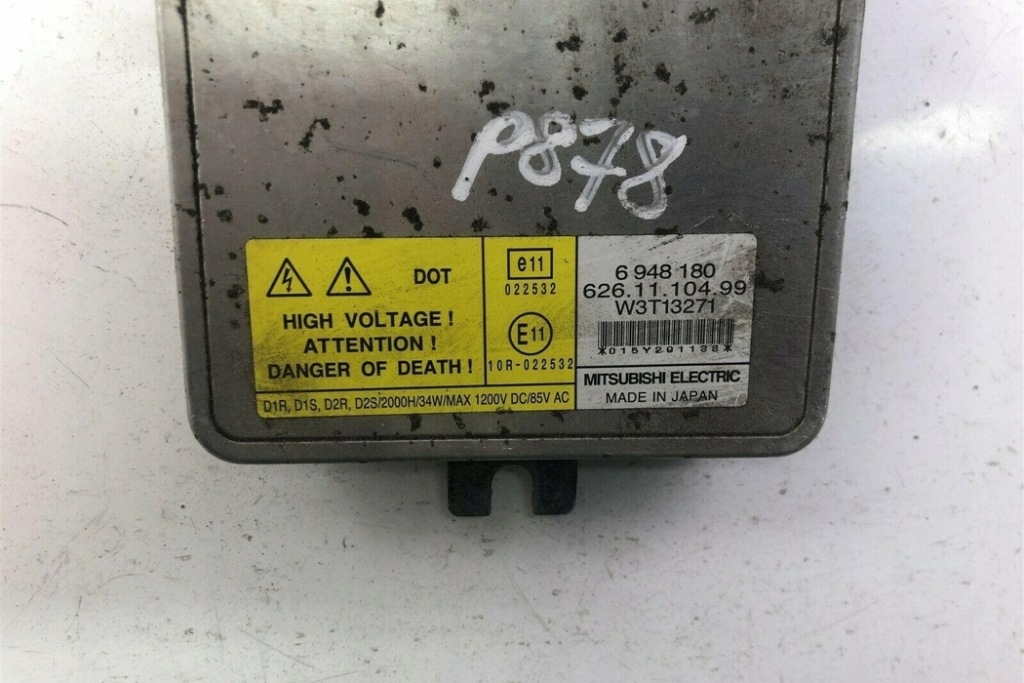 P878
DOT
HIGH VOLTAGE !
ATTENTION !
DANGER OF DEATH !
D1R, D1S, D2R, D2S/2000H/34W/MAX 1200V DC/85V AC
e11
022532
E11
10R-022532
6 948 180
626.11.104.99
W3T13271
*015Y291138*
MITSUBISHI ELECTRIC
MADE IN JAPAN